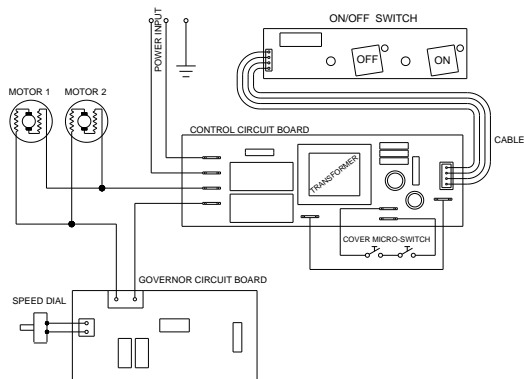 ON/OFF SWITCH
POWER INPUT
OFF
ON
MOTOR 1
MOTOR 2
CONTROL CIRCUIT BOARD
CABLE
TRANSFORMER
COVER MICRO-SWITCH
GOVERNOR CIRCUIT BOARD
SPEED DIAL